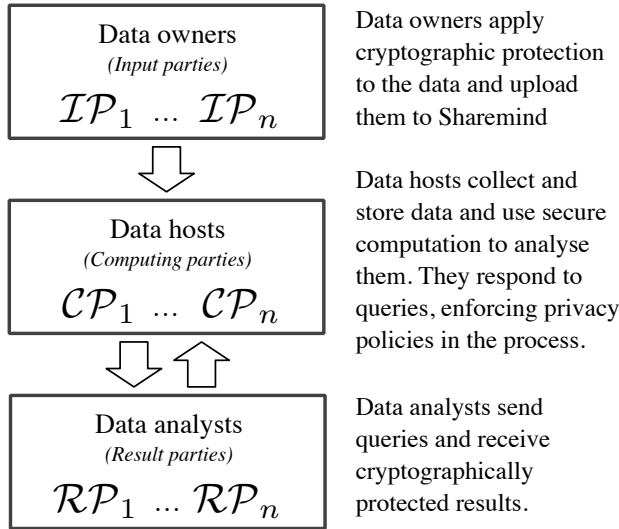 Data owners
(Input parties)
𝓘𝓟₁ ... 𝓘𝓟ₙ
Data owners apply
cryptographic protection
to the data and upload
them to Sharemind
Data hosts
(Computing parties)
𝓒𝓟₁ ... 𝓒𝓟ₙ
Data hosts collect and
store data and use secure
computation to analyse
them. They respond to
queries, enforcing privacy
policies in the process.
Data analysts
(Result parties)
𝓡𝓟₁ ... 𝓡𝓟ₙ
Data analysts send
queries and receive
cryptographically
protected results.